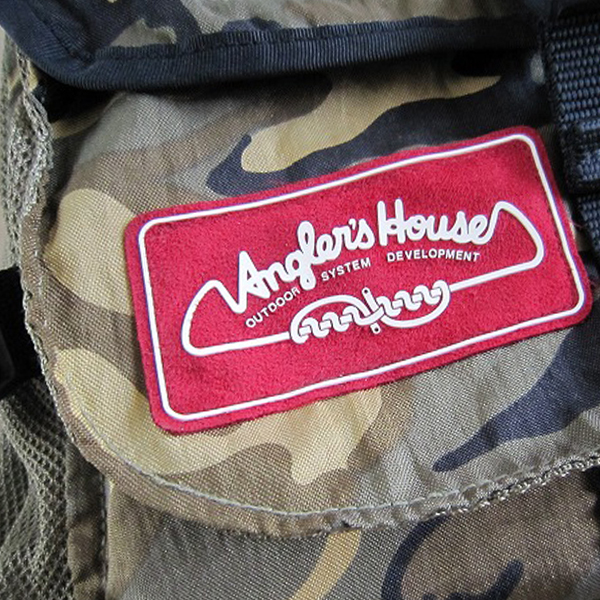 Angler's House
OUTDOOR SYSTEM DEVELOPMENT